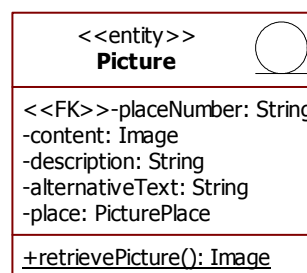 <<entity>>
Picture
<<FK>>-placeNumber: String
-content: Image
-description: String
-alternativeText: String
-place: PicturePlace
+retrievePicture(): Image